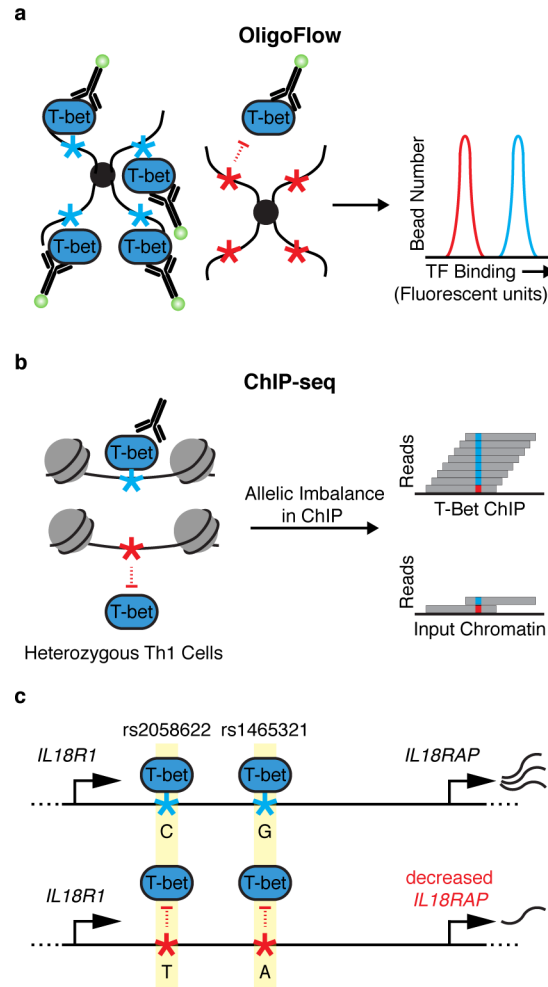 a
OligoFlow
T-bet
T-bet
T-bet
T-bet
T-bet
Bead Number
TF Binding
(Fluorescent units)
b
ChIP-seq
T-bet
T-bet
Heterozygous Th1 Cells
Allelic Imbalance
in ChIP
Reads
T-Bet ChIP
Reads
Input Chromatin
c
rs2058622 rs1465321
IL18R1
T-bet
T-bet
IL18RAP
C
G
IL18R1
T-bet
T-bet
decreased
IL18RAP
T
A